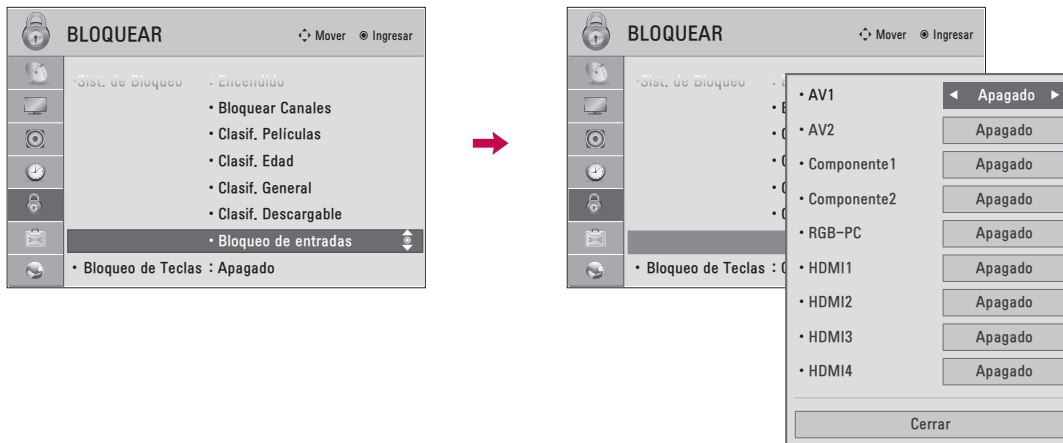 BLOQUEAR
Mover
Ingresar
•Sist. de Bloqueo : Encendido
• Bloquear Canales
• Clasif. Películas
• Clasif. Edad
• Clasif. General
• Clasif. Descargable
• Bloqueo de entradas
• Bloqueo de Teclas : Apagado
BLOQUEAR
Mover
Ingresar
•Sist. de Bloqueo :
• Bloqueo de Teclas :
• AV1 ◄ Apagado ►
• AV2 Apagado
• Componente1 Apagado
• Componente2 Apagado
• RGB-PC Apagado
• HDMI1 Apagado
• HDMI2 Apagado
• HDMI3 Apagado
• HDMI4 Apagado
Cerrar